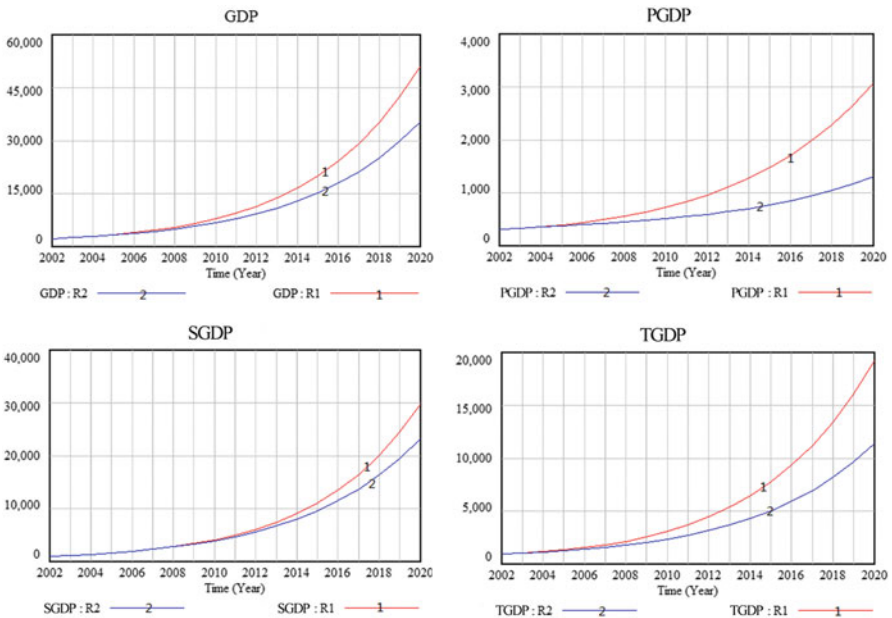 GDP
60,000
45,000
30,000
15,000
0
1
2
2002 2004 2006 2008 2010 2012 2014 2016 2018 2020
Time (Year)
GDP : R2 2 GDP : R1 1
PGDP
4,000
3,000
2,000
1,000
0
1
2
2002 2004 2006 2008 2010 2012 2014 2016 2018 2020
Time (Year)
PGDP : R2 2 PGDP : R1 1
SGDP
40,000
30,000
20,000
10,000
0
1
2
2002 2004 2006 2008 2010 2012 2014 2016 2018 2020
Time (Year)
SGDP : R2 2 SGDP : R1 1
TGDP
20,000
15,000
10,000
5,000
0
1
2
2002 2004 2006 2008 2010 2012 2014 2016 2018 2020
Time (Year)
TGDP : R2 2 TGDP : R1 1